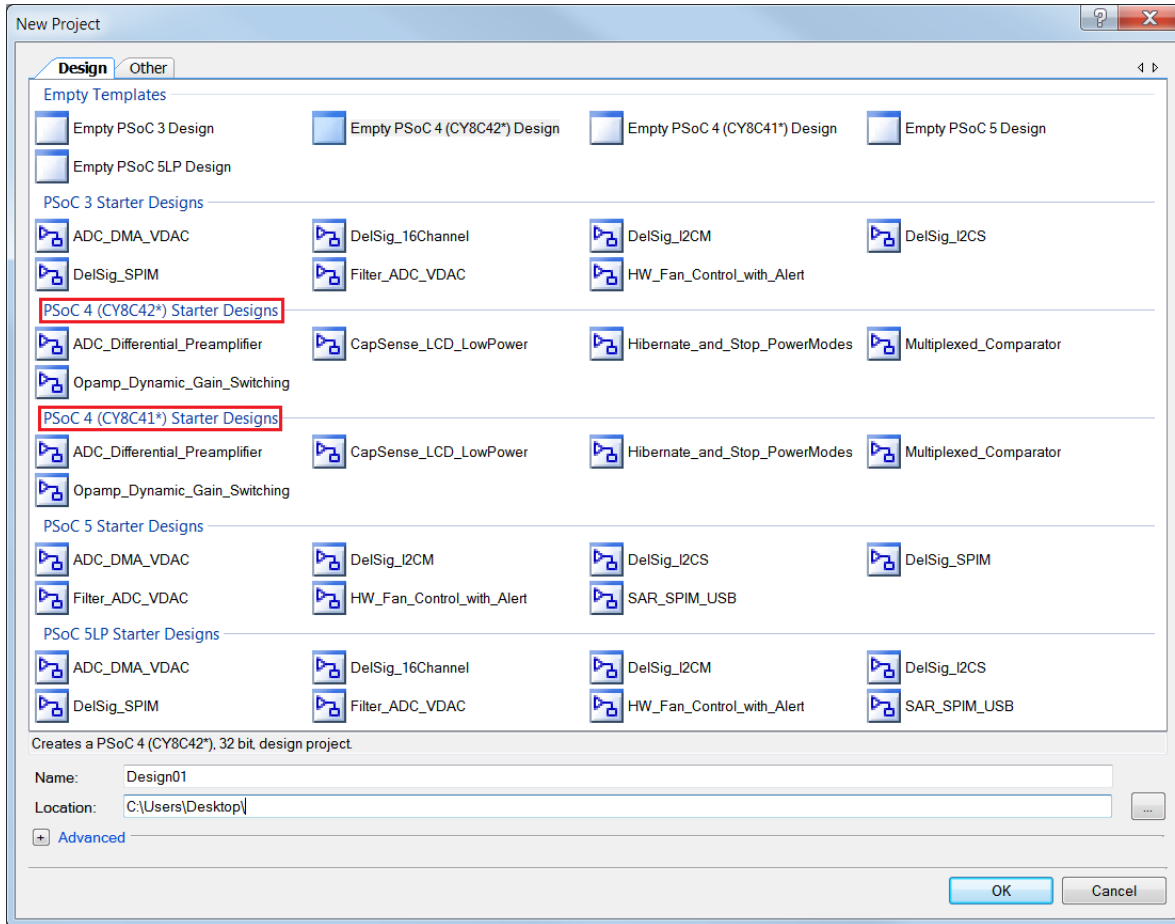 New Project
Design Other
Empty Templates
Empty PSoC 3 Design Empty PSoC 4 (CY8C42*) Design Empty PSoC 4 (CY8C41*) Design Empty PSoC 5 Design
Empty PSoC 5LP Design
PSoC 3 Starter Designs
ADC_DMA_VDAC DelSig_16Channel DelSig_I2CM DelSig_I2CS
DelSig_SPIM Filter_ADC_VDAC HW_Fan_Control_with_Alert
PSoC 4 (CY8C42*) Starter Designs
ADC_Differential_Preamplifier CapSense_LCD_LowPower Hibernate_and_Stop_PowerModes Multiplexed_Comparator
Opamp_Dynamic_Gain_Switching
PSoC 4 (CY8C41*) Starter Designs
ADC_Differential_Preamplifier CapSense_LCD_LowPower Hibernate_and_Stop_PowerModes Multiplexed_Comparator
Opamp_Dynamic_Gain_Switching
PSoC 5 Starter Designs
ADC_DMA_VDAC DelSig_I2CM DelSig_I2CS DelSig_SPIM
Filter_ADC_VDAC HW_Fan_Control_with_Alert SAR_SPIM_USB
PSoC 5LP Starter Designs
ADC_DMA_VDAC DelSig_16Channel DelSig_I2CM DelSig_I2CS
DelSig_SPIM Filter_ADC_VDAC HW_Fan_Control_with_Alert SAR_SPIM_USB
Creates a PSoC 4 (CY8C42*), 32 bit, design project.
Name: Design01
Location: C:\Users\Desktop\ ...
Advanced
OK Cancel